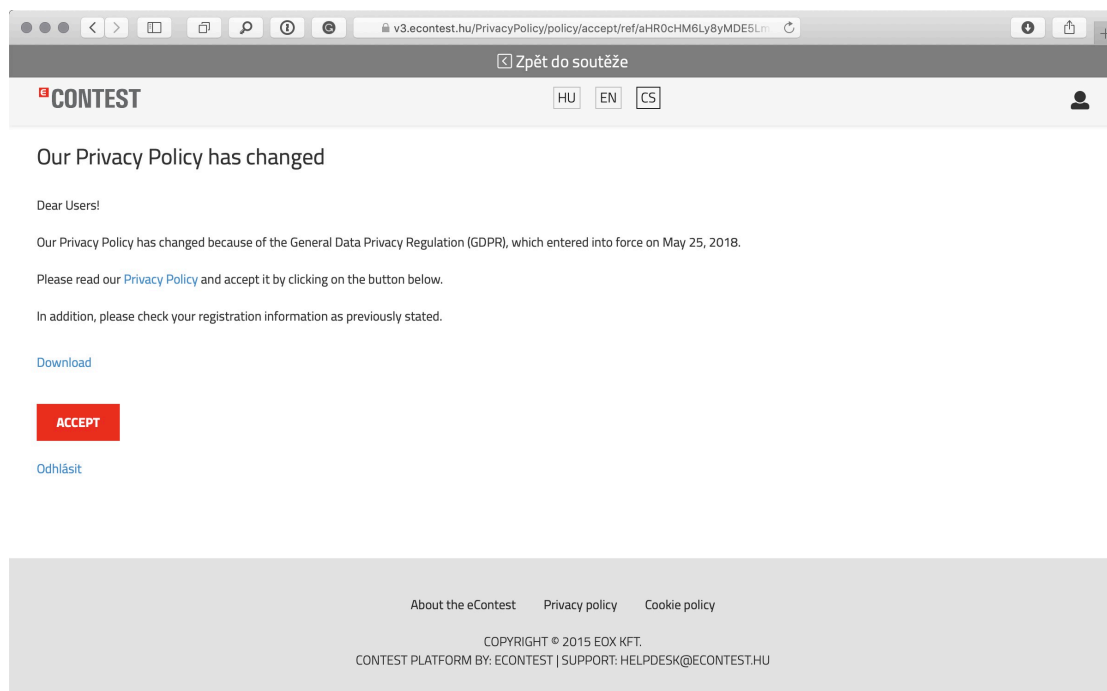 v3.econtest.hu/PrivacyPolicy/policy/accept/ref/aHR0cHM6Ly8yMDE5Lm
Zpět do soutěže
E CONTEST
HU EN CS
Our Privacy Policy has changed
Dear Users!
Our Privacy Policy has changed because of the General Data Privacy Regulation (GDPR), which entered into force on May 25, 2018.
Please read our Privacy Policy and accept it by clicking on the button below.
In addition, please check your registration information as previously stated.
Download
ACCEPT
Odhlásit
About the eContest Privacy policy Cookie policy
COPYRIGHT © 2015 EOX KFT.
CONTEST PLATFORM BY: ECONTEST | SUPPORT: HELPDESK@ECONTEST.HU